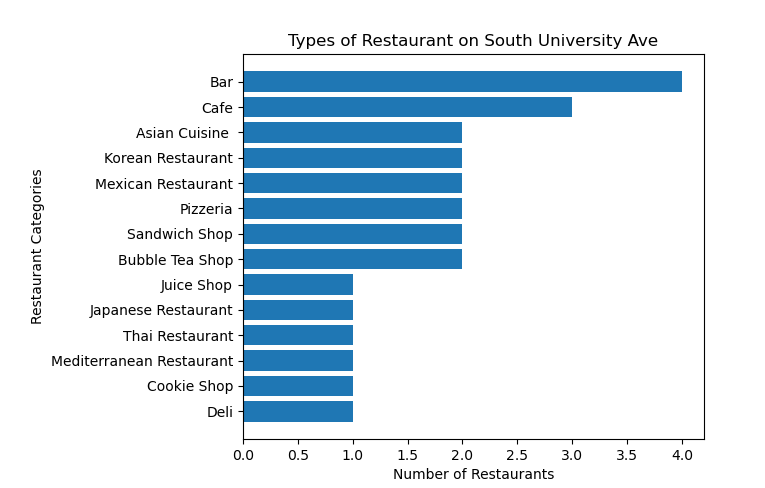 Types of Restaurant on South University Ave
Restaurant Categories
Bar
Cafe
Asian Cuisine
Korean Restaurant
Mexican Restaurant
Pizzeria
Sandwich Shop
Bubble Tea Shop
Juice Shop
Japanese Restaurant
Thai Restaurant
Mediterranean Restaurant
Cookie Shop
Deli
0.0 0.5 1.0 1.5 2.0 2.5 3.0 3.5 4.0
Number of Restaurants